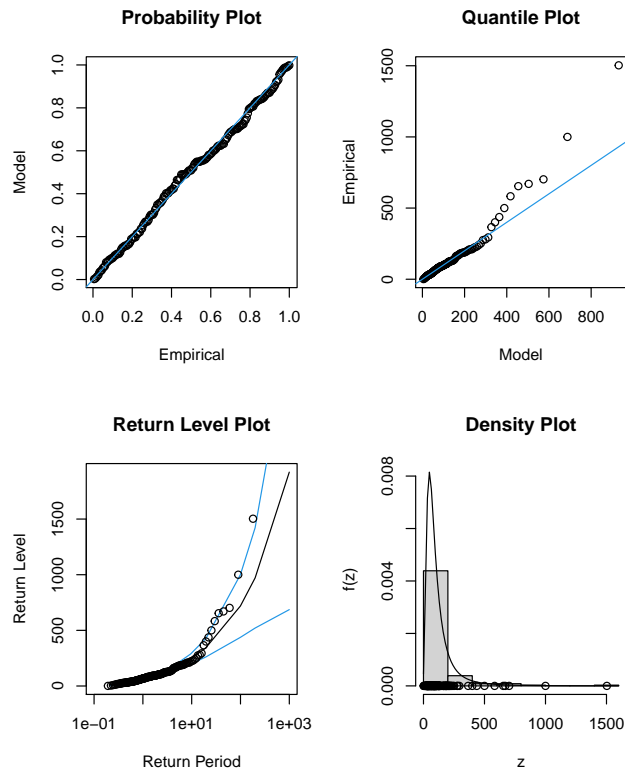 Probability Plot
Model
0.0 0.2 0.4 0.6 0.8 1.0
0.0 0.2 0.4 0.6 0.8 1.0
Empirical
Quantile Plot
Empirical
0 500 1000 1500
0 200 400 600 800
Model
Return Level Plot
Return Level
0 500 1000 1500
1e−01 1e+01 1e+03
Return Period
Density Plot
f(z)
0.000 0.004 0.008
0 500 1000 1500
z